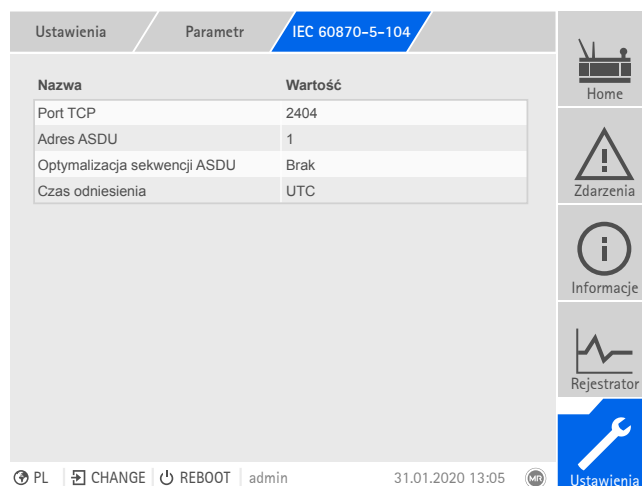 Ustawienia Parametr IEC 60870-5-104
Nazwa Wartość
Port TCP 2404
Adres ASDU 1
Optymalizacja sekwencji ASDU Brak
Czas odniesienia UTC
Home
Zdarzenia
Informacje
Rejestrator
Ustawienia
PL CHANGE REBOOT admin 31.01.2020 13:05 MR